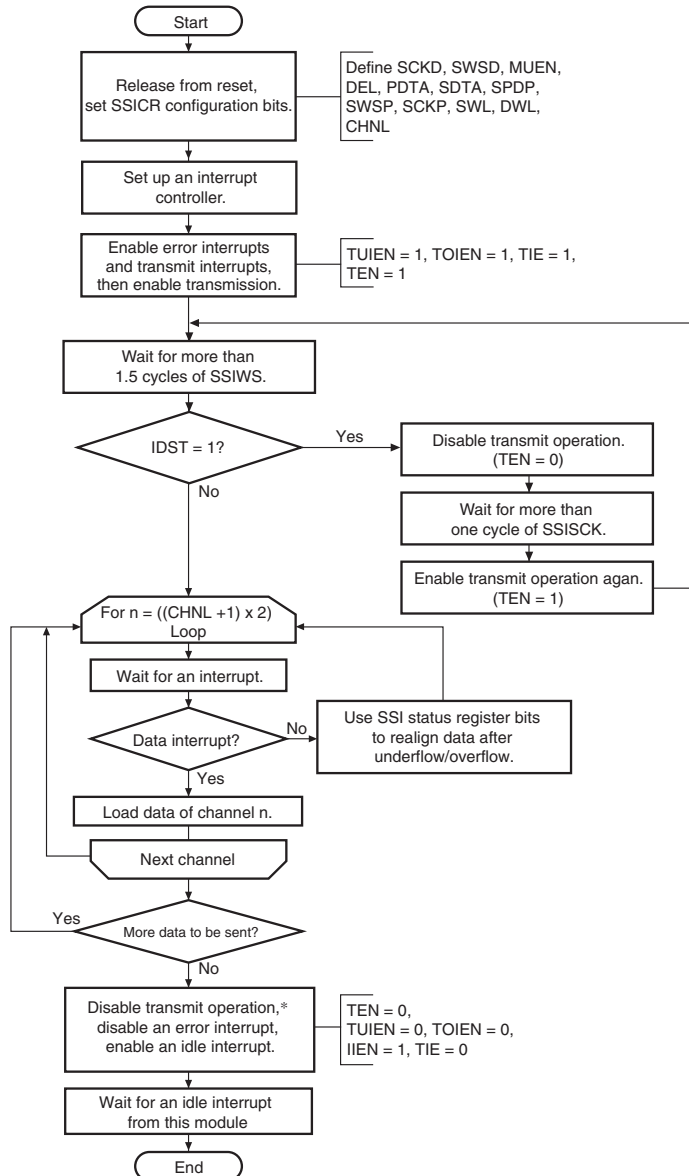 Start
Release from reset,
set SSICR configuration bits.
Define SCKD, SWSD, MUEN,
DEL, PDTA, SDTA, SPDP,
SWSP, SCKP, SWL, DWL,
CHNL
Set up an interrupt
controller.
Enable error interrupts
and transmit interrupts,
then enable transmission.
TUIEN = 1, TOIEN = 1, TIE = 1,
TEN = 1
Wait for more than
1.5 cycles of SSIWS.
IDST = 1?
Yes
No
Disable transmit operation.
(TEN = 0)
Wait for more than
one cycle of SSISCK.
Enable transmit operation agan.
(TEN = 1)
For n = ((CHNL +1) x 2)
Loop
Wait for an interrupt.
Data interrupt?
No
Yes
Use SSI status register bits
to realign data after
underflow/overflow.
Load data of channel n.
Next channel
Yes
More data to be sent?
No
Disable transmit operation,*
disable an error interrupt,
enable an idle interrupt.
TEN = 0,
TUIEN = 0, TOIEN = 0,
IIEN = 1, TIE = 0
Wait for an idle interrupt
from this module
End